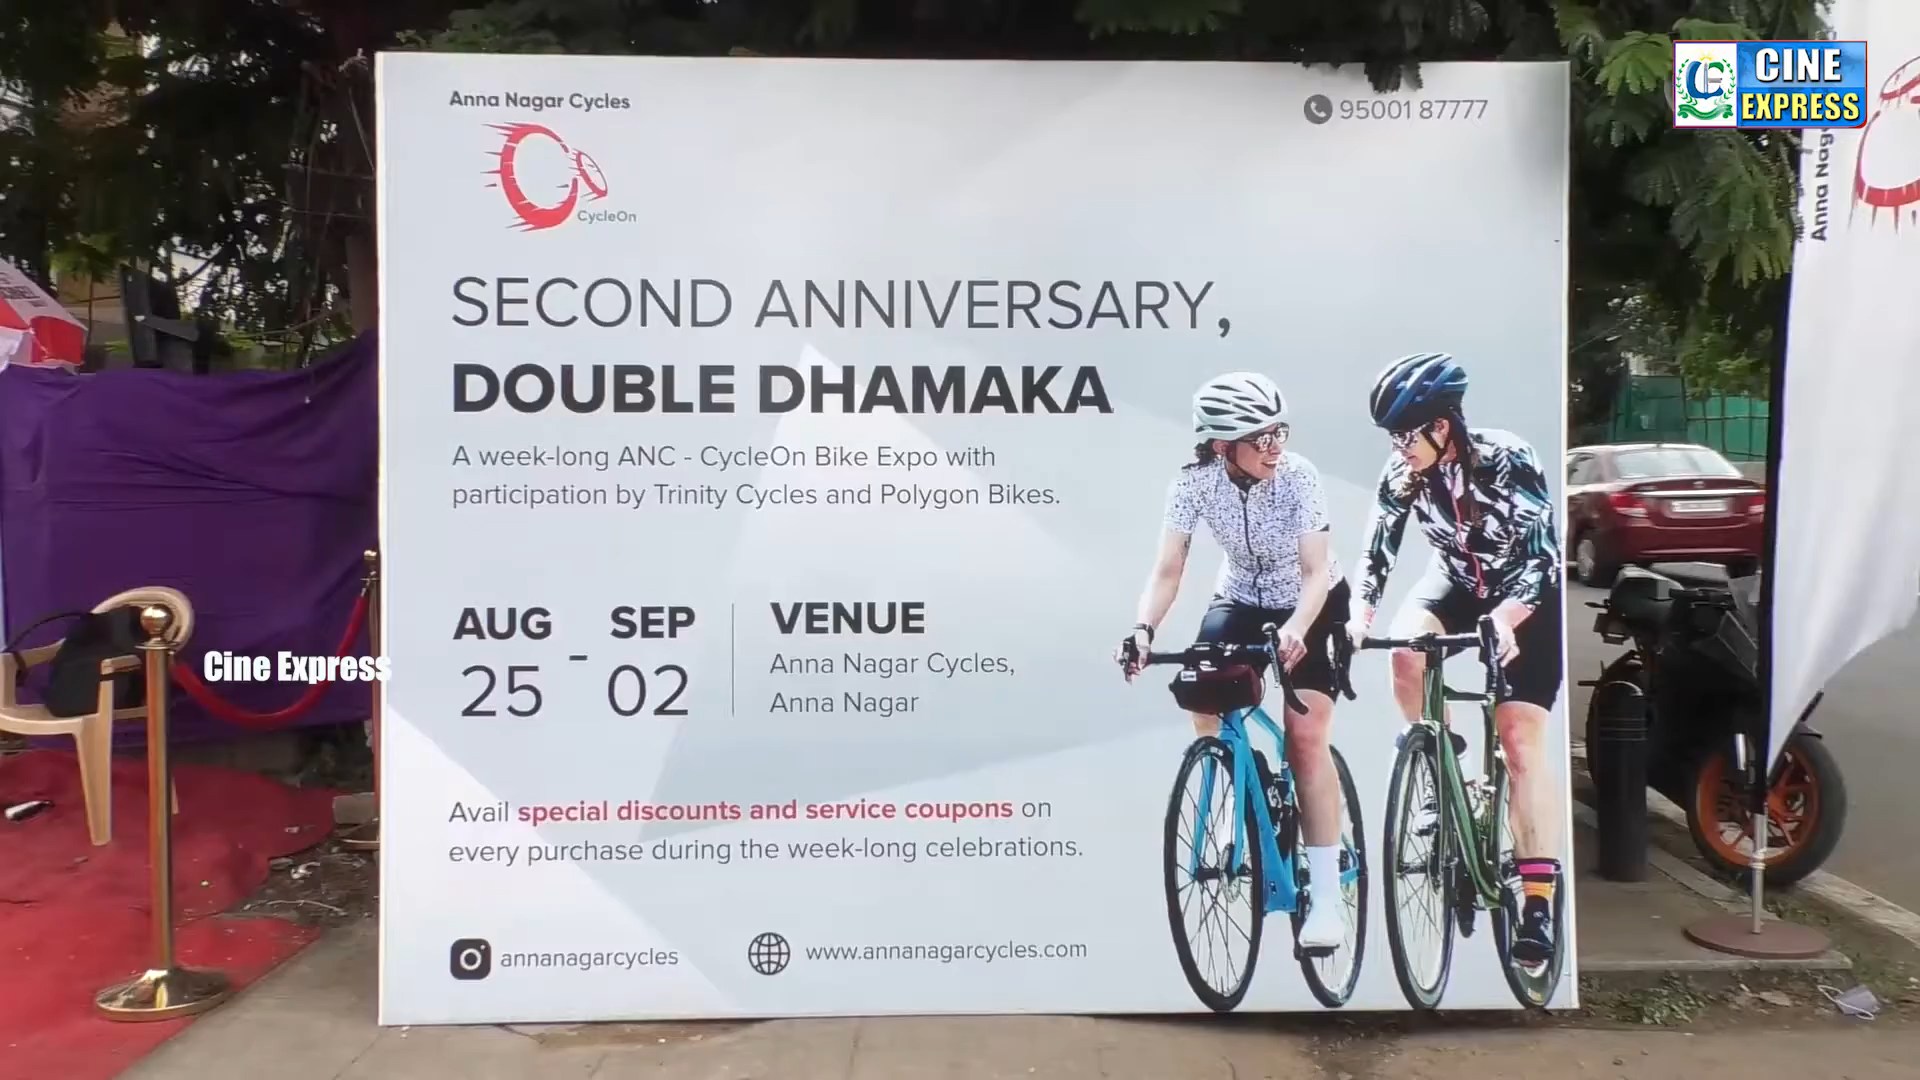 Anna Nagar Cycles
95001 87777
CycleOn
SECOND ANNIVERSARY,
DOUBLE DHAMAKA
A week-long ANC - CycleOn Bike Expo with
participation by Trinity Cycles and Polygon Bikes.
AUG - SEP
25 02
VENUE
Anna Nagar Cycles,
Anna Nagar
Avail special discounts and service coupons on
every purchase during the week-long celebrations.
annanagarcycles
www.annanagarcycles.com
CINE
EXPRESS
Cine Express
Anna Nag